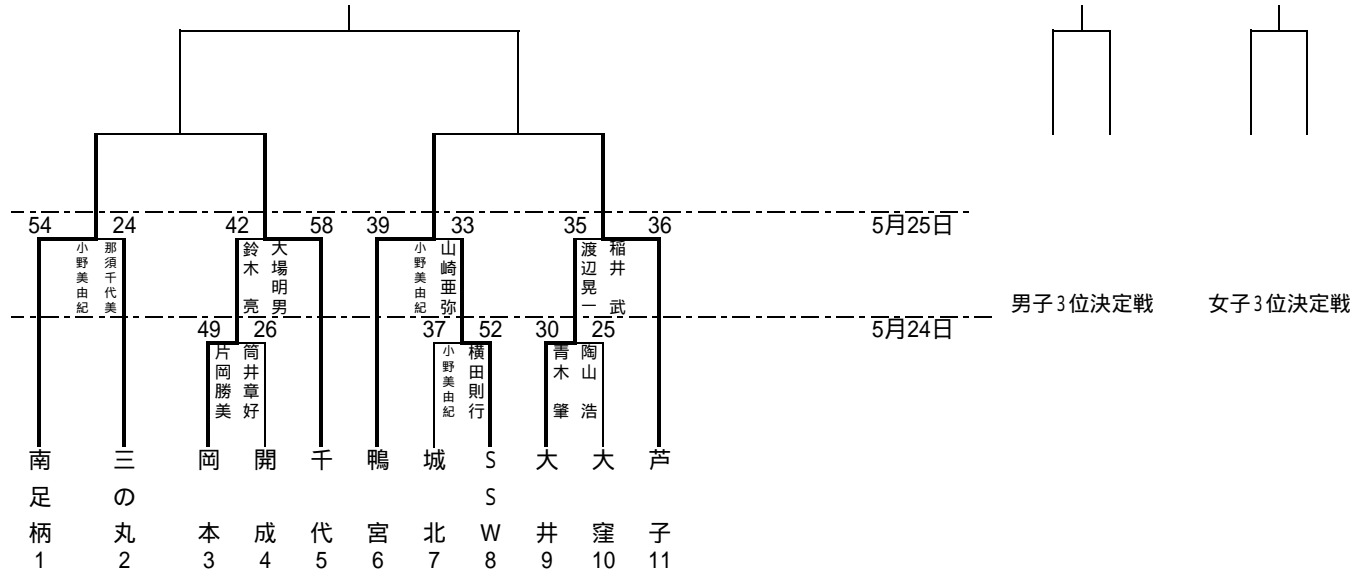 54 24 42 58 39 33 35 36 5月25日
小野美由紀
那須千代美
鈴木 亮
大場明男
小野美由紀
山崎亜弥
渡辺晃一
稲井 武
男子3位決定戦 女子3位決定戦
49 26 37 52 30 25 5月24日
片岡勝美
筒井章好
小野美由紀
横田則行
青木 肇
陶山 浩
南足柄
三の丸
岡本
開成
千代
鴨宮
城北
SSW
大井
大窪
芦子
1 2 3 4 5 6 7 8 9 10 11